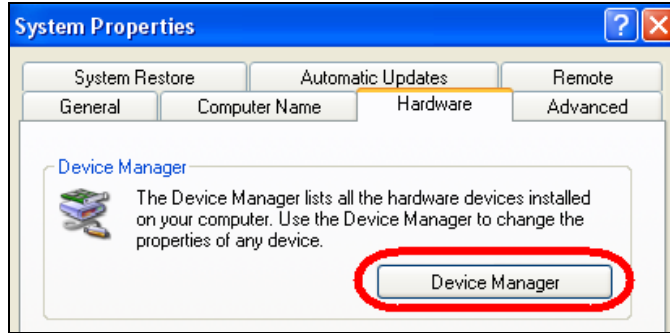 System Properties
System Restore Automatic Updates Remote
General Computer Name Hardware Advanced
Device Manager
The Device Manager lists all the hardware devices installed
on your computer. Use the Device Manager to change the
properties of any device.
Device Manager